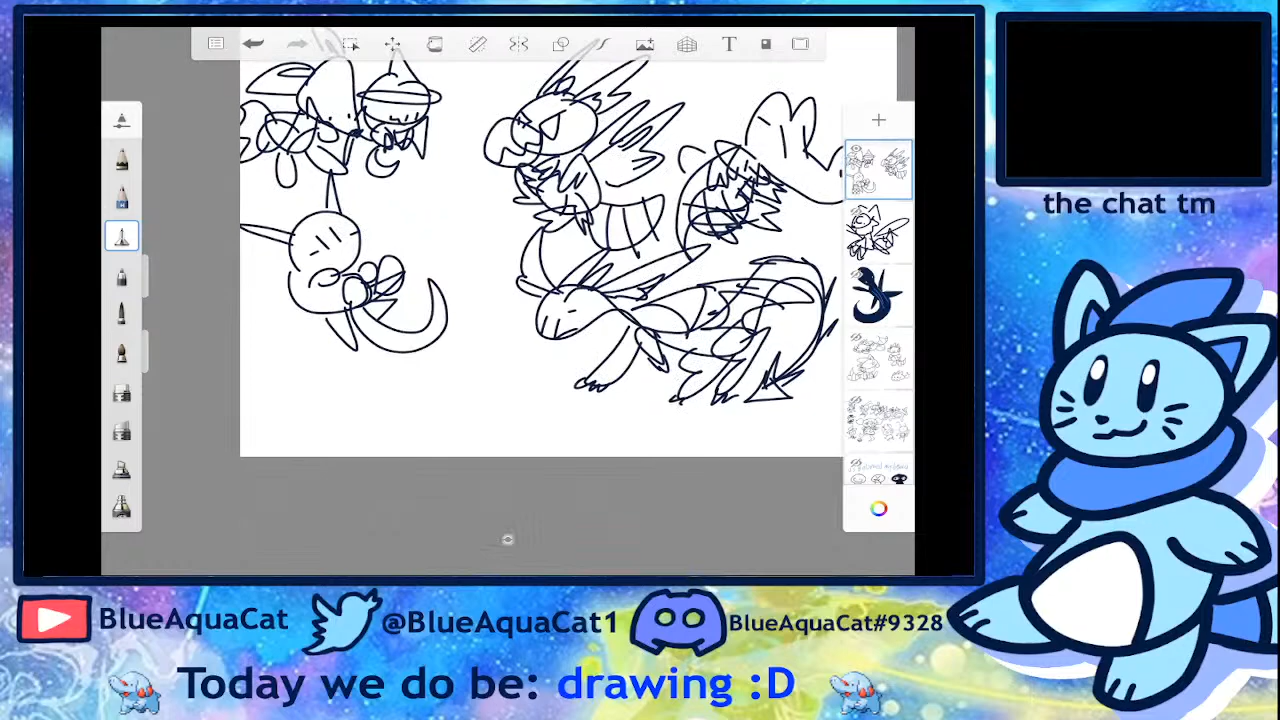 T
the chat tm
BlueAquaCat
@BlueAquaCat1
BlueAquaCat#9328
Today we do be: drawing :D